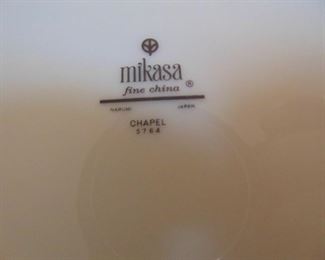 mikasa ®
fine china
NARUMI JAPAN
CHAPEL
5764